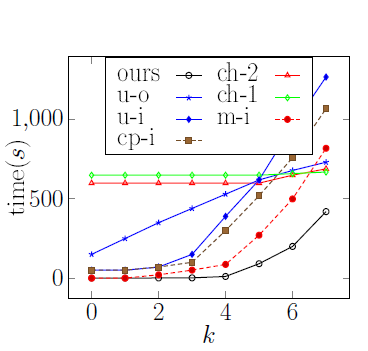 ours ch-2
u-o ch-1
u-i m-i
cp-i
1,000
500
0
time(s)
0 2 4 6
k